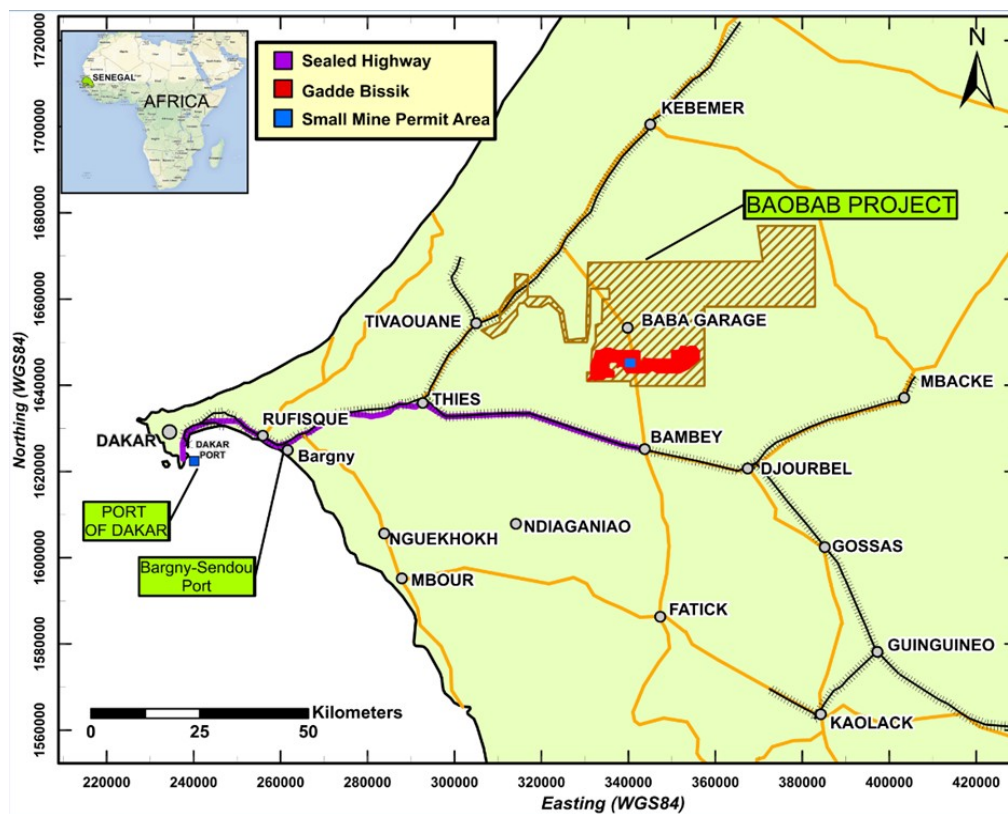 SENEGAL
AFRICA
Sealed Highway
Gadde Bissik
Small Mine Permit Area
N
KEBEMER
BAOBAB PROJECT
TIVAOUANE
BABA GARAGE
MBACKE
THIES
RUFISQUE
DAKAR
DAKAR
PORT
Bargny
BAMBEY
DJOURBEL
PORT
OF DAKAR
Bargny-Sendou
Port
NGUEKHOKH
NDIAGANIAO
GOSSAS
MBOUR
FATICK
GUINGUINEO
KAOLACK
Kilometers
0 25 50
1720000
1700000
1680000
1660000
1640000
1620000
1600000
1580000
1560000
Northing (WGS84)
220000 240000 260000 280000 300000 320000 340000 360000 380000 400000 420000
Easting (WGS84)